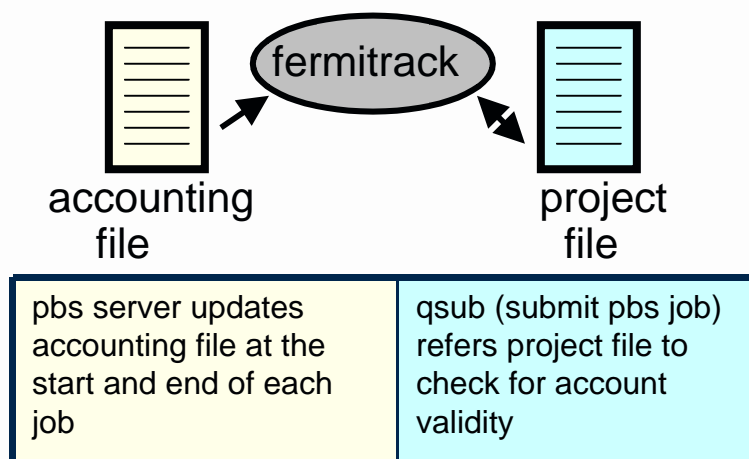 fermitrack
accounting
file
project
file
pbs server updates
accounting file at the
start and end of each
job
qsub (submit pbs job)
refers project file to
check for account
validity